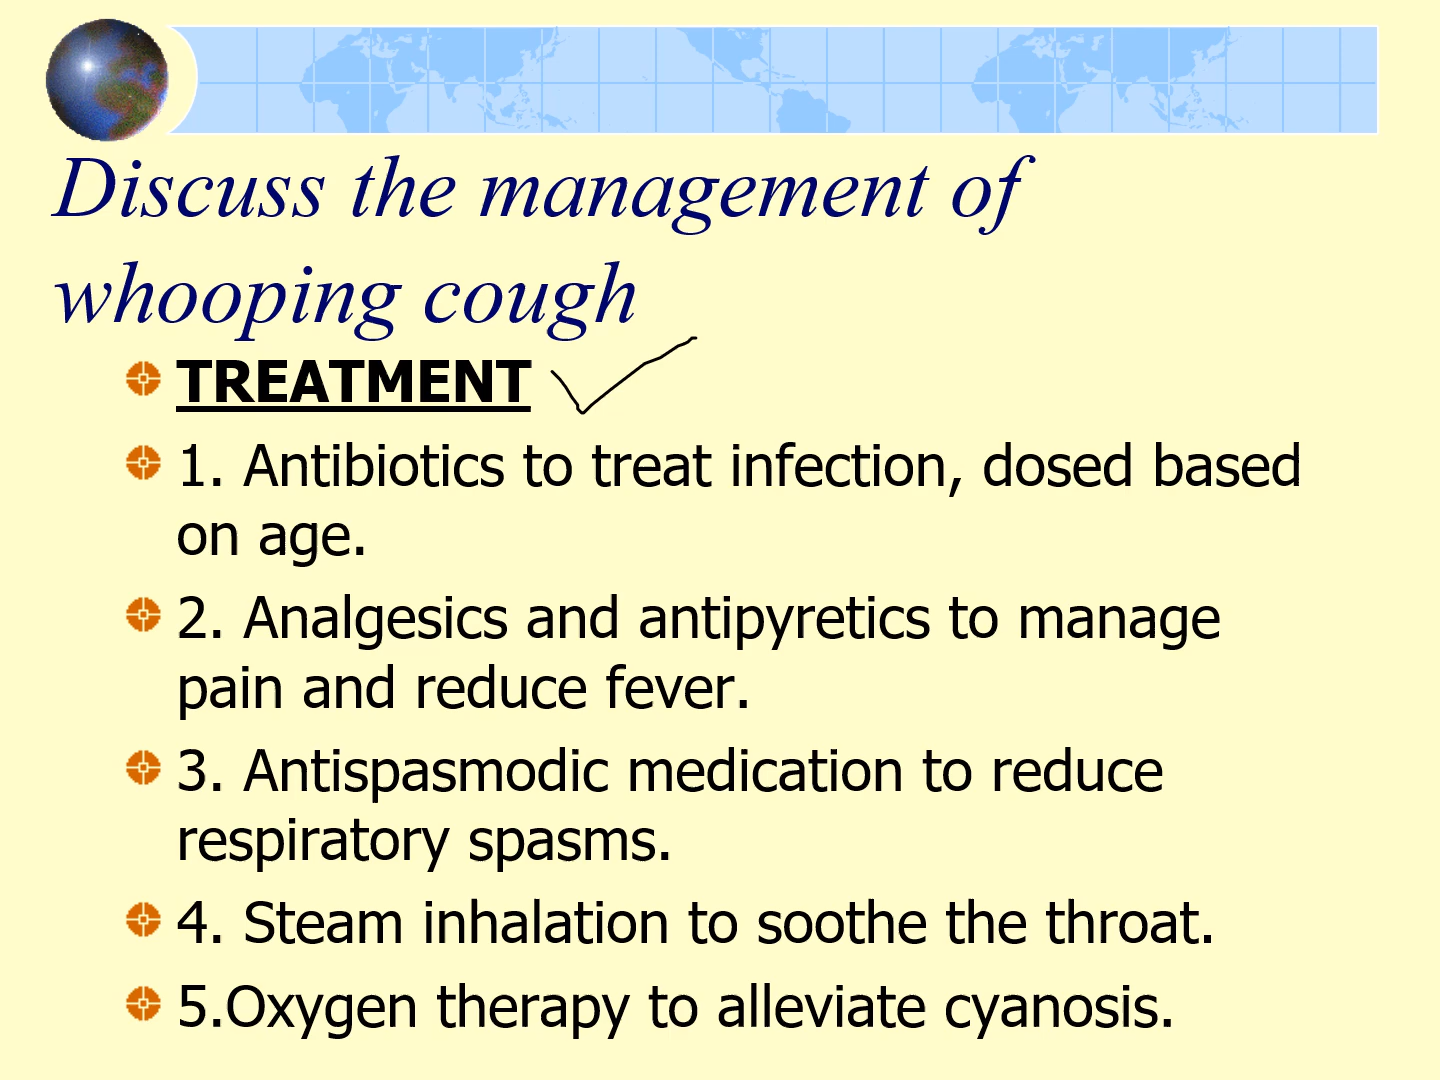 Discuss the management of
whooping cough
TREATMENT
1. Antibiotics to treat infection, dosed based
on age.
2. Analgesics and antipyretics to manage
pain and reduce fever.
3. Antispasmodic medication to reduce
respiratory spasms.
4. Steam inhalation to soothe the throat.
5.Oxygen therapy to alleviate cyanosis.